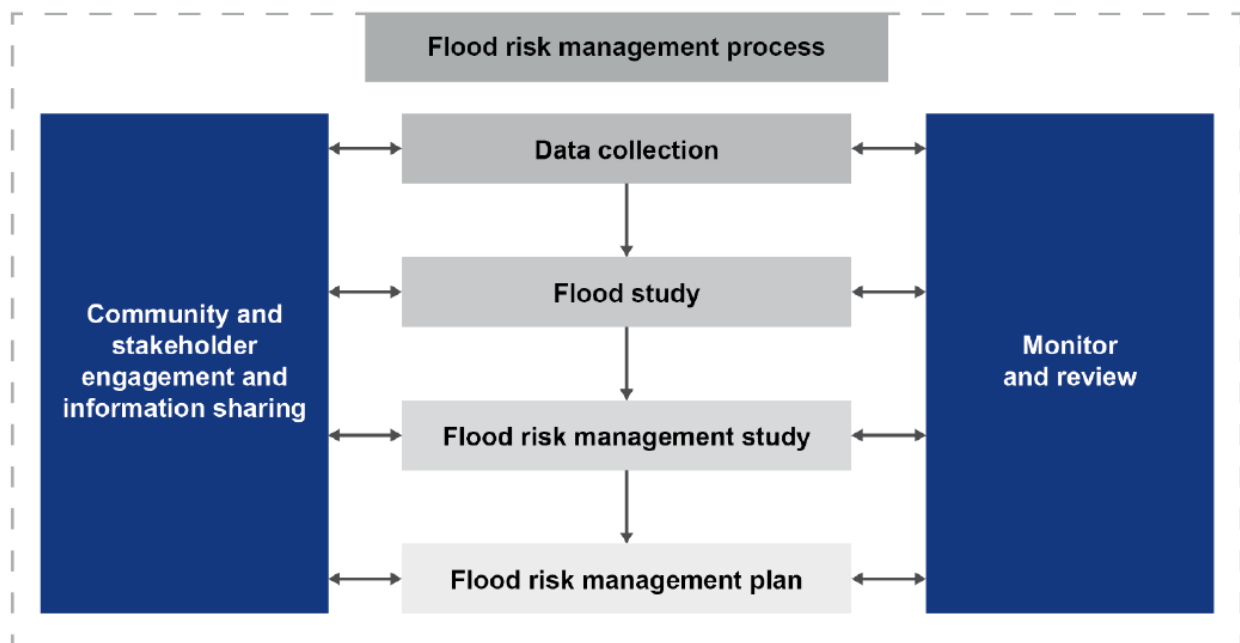 Flood risk management process
Data collection
Flood study
Community and
stakeholder
engagement and
information sharing
Monitor
and review
Flood risk management study
Flood risk management plan